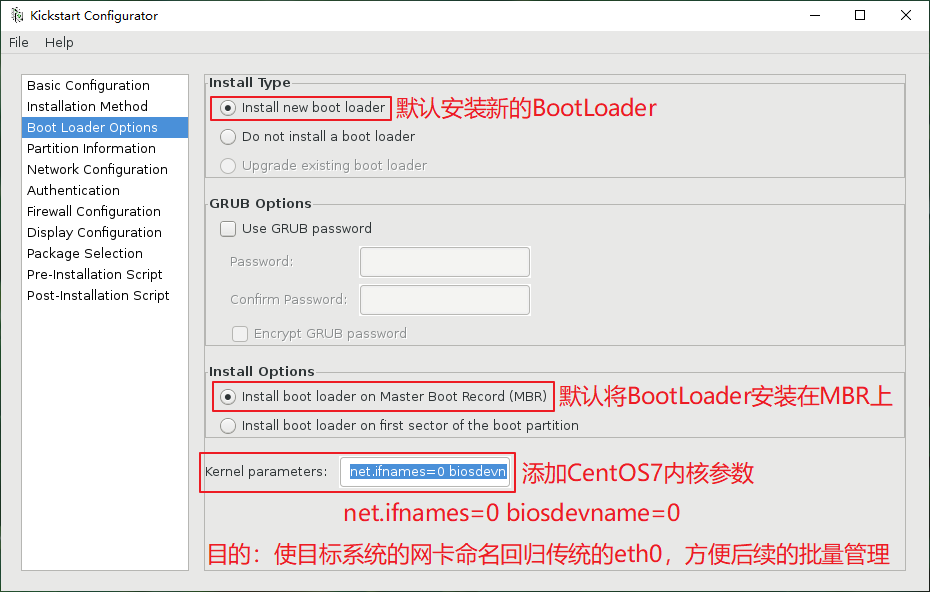 Kickstart Configurator
File Help
Basic Configuration
Installation Method
Boot Loader Options
Partition Information
Network Configuration
Authentication
Firewall Configuration
Display Configuration
Package Selection
Pre-Installation Script
Post-Installation Script
Install Type
Install new boot loader 默认安装新的BootLoader
Do not install a boot loader
Upgrade existing boot loader
GRUB Options
Use GRUB password
Password:
Confirm Password:
Encrypt GRUB password
Install Options
Install boot loader on Master Boot Record (MBR) 默认将BootLoader安装在MBR上
Install boot loader on first sector of the boot partition
Kernel parameters: net.ifnames=0 biosdevn 添加CentOS7内核参数
net.ifnames=0 biosdevname=0
目的：使目标系统的网卡命名回归传统的eth0，方便后续的批量管理